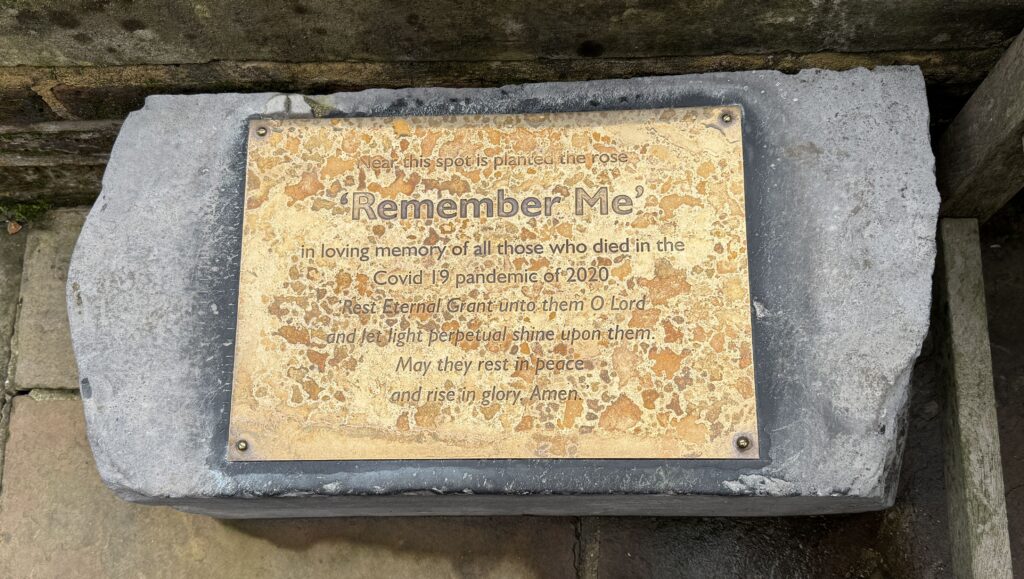 Near this spot is planted the rose
‘Remember Me’
in loving memory of all those who died in the
Covid 19 pandemic of 2020
Rest Eternal Grant unto them O Lord
and let light perpetual shine upon them.
May they rest in peace
and rise in glory, Amen.